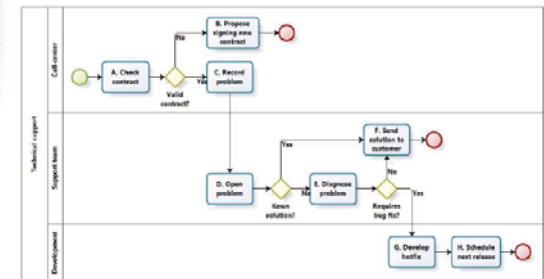 Technical support
Call-center
B. Propose
signing new
contract
No
A. Check
contract
Yes
C. Record
problem
Valid
contract?
Support team
F. Send
solution to
customer
Yes
No
D. Open
problem
No
E. Diagnose
problem
Yes
Kown
solution?
Requires
bug fix?
Development
G. Develop
hotfix
H. Schedule
next release